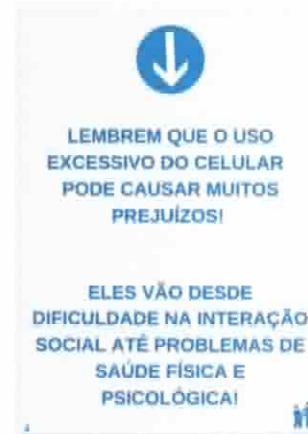 LEMBREM QUE O USO
EXCESSIVO DO CELULAR
PODE CAUSAR MUITOS
PREJUÍZOS!
ELES VÃO DESDE
DIFICULDADE NA INTERAÇÃO
SOCIAL ATÉ PROBLEMAS DE
SAÚDE FÍSICA E
PSICOLÓGICA!